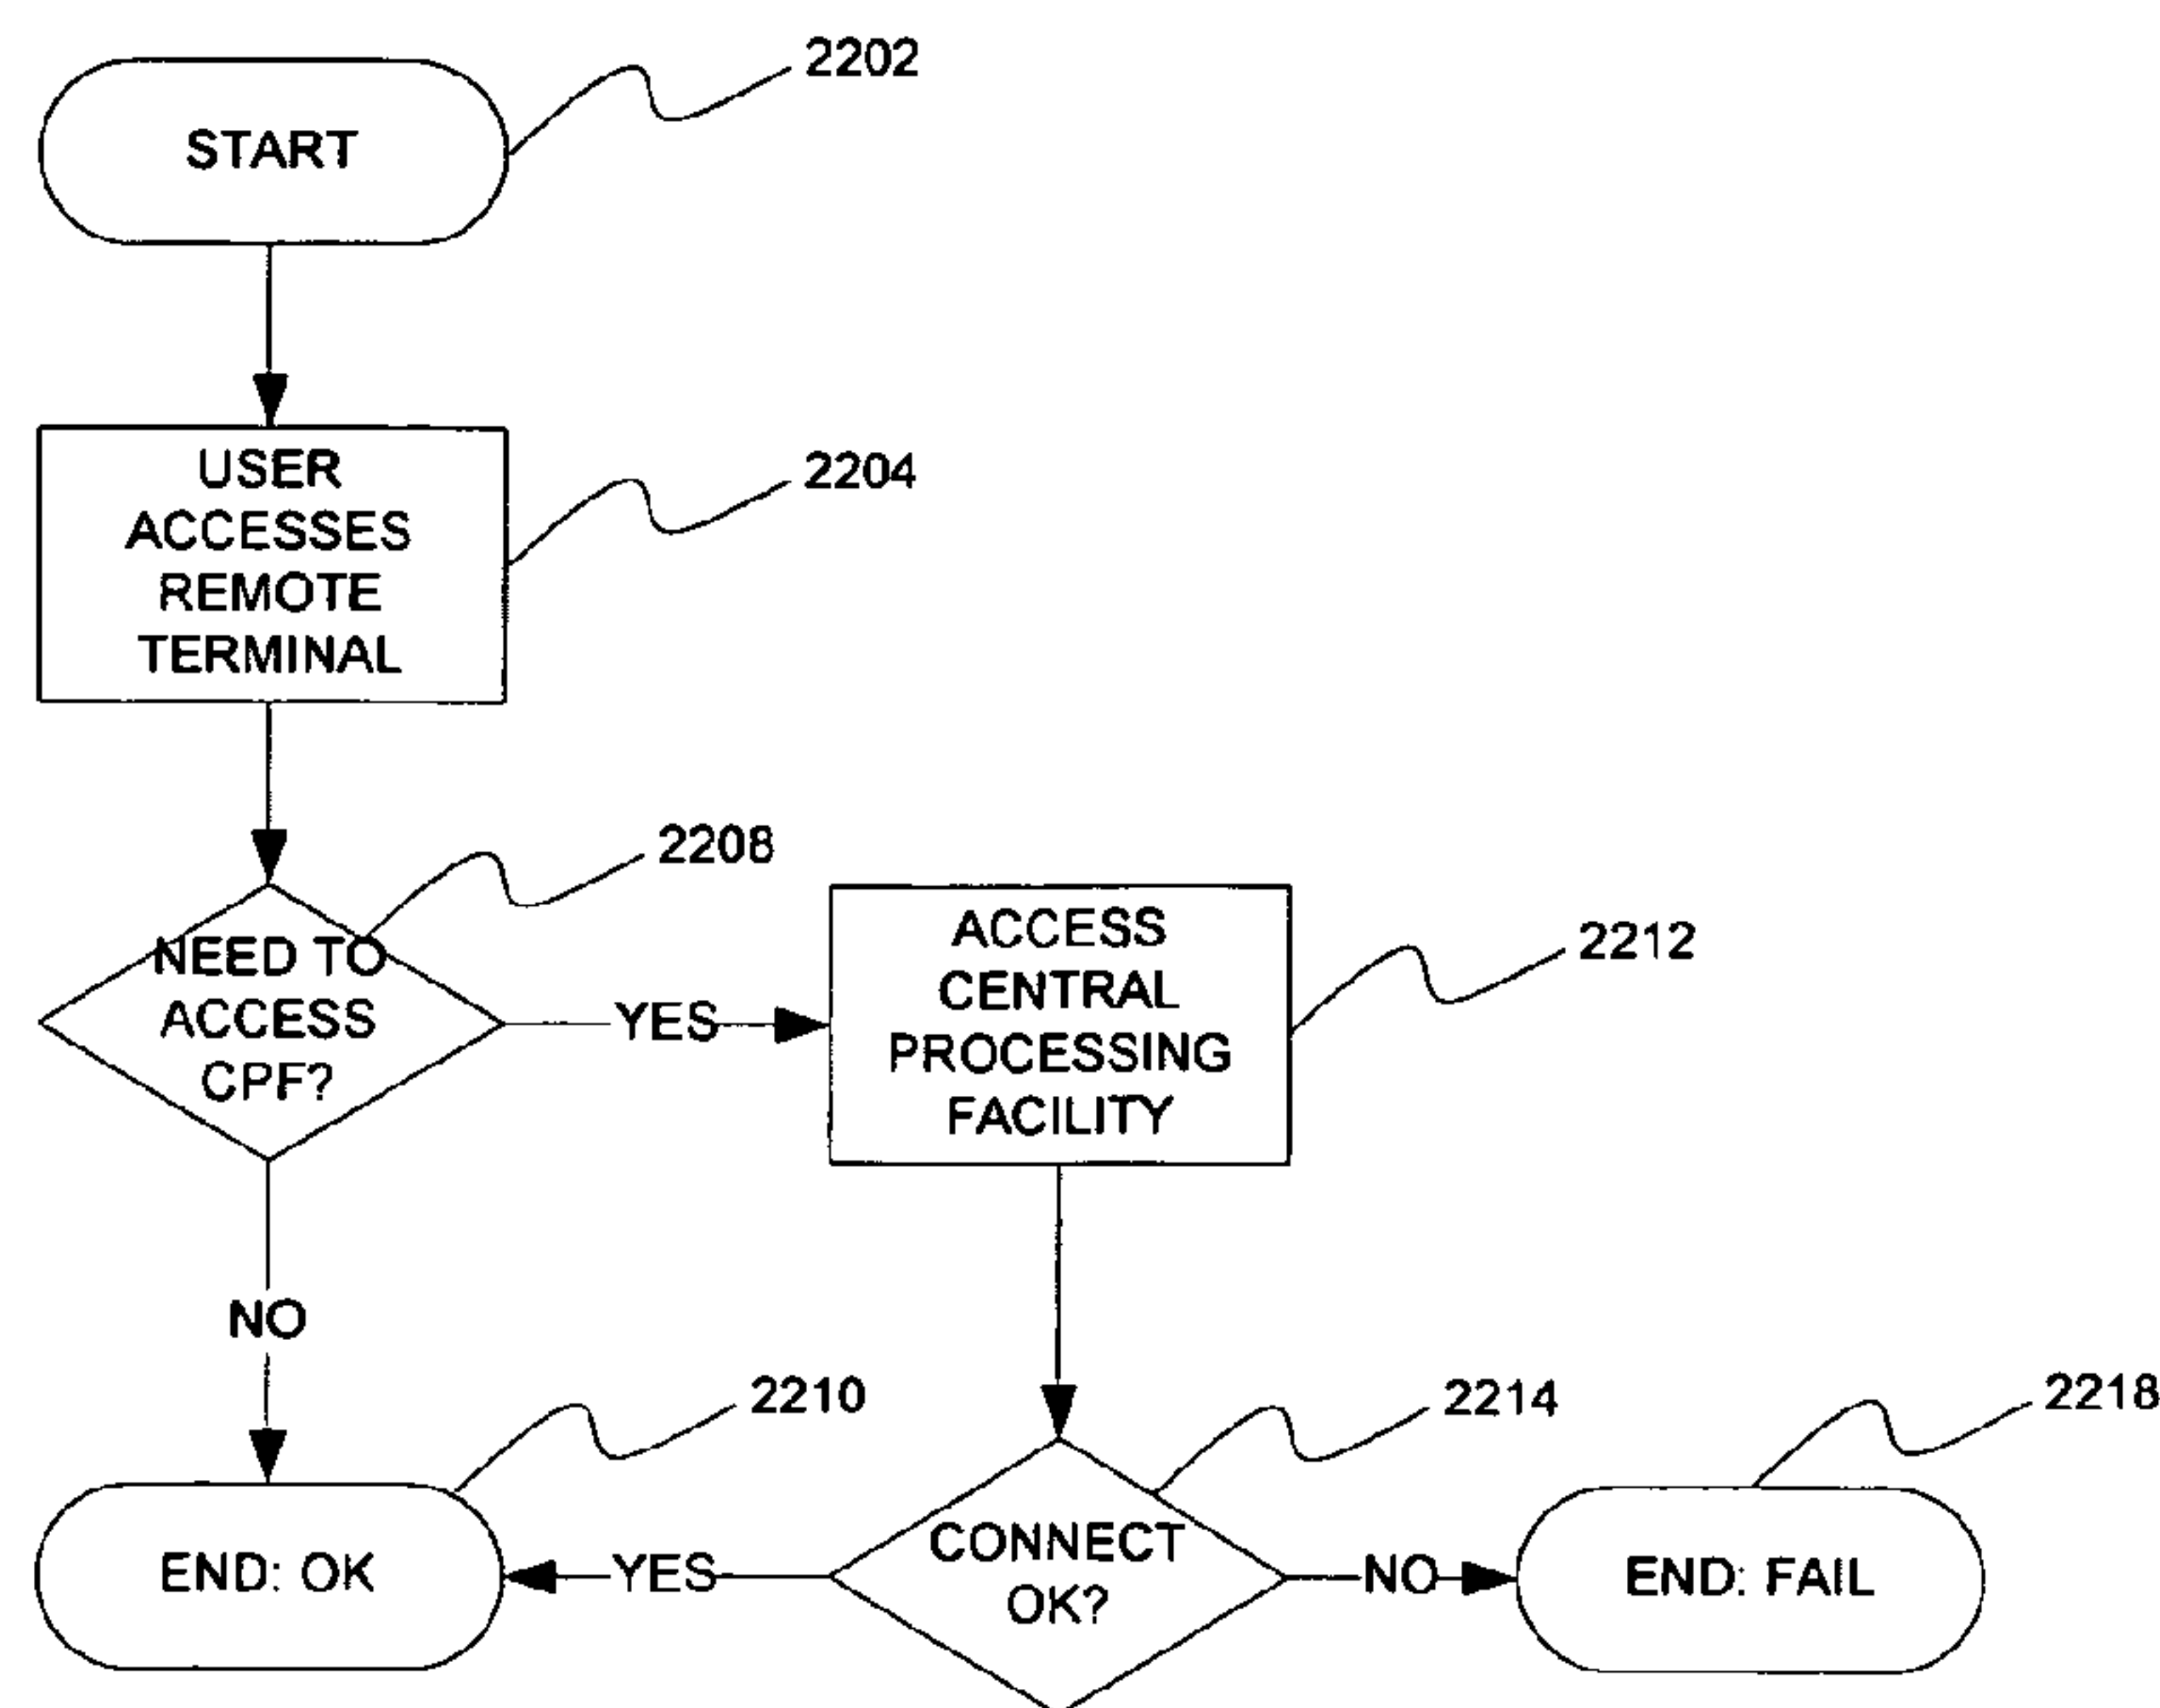 2202
START
2204
USER
ACCESSES
REMOTE
TERMINAL
2208
NEED TO
ACCESS
CPF?
YES
2212
ACCESS
CENTRAL
PROCESSING
FACILITY
NO
2210
2214
2218
END: OK
YES
CONNECT
OK?
NO
END: FAIL